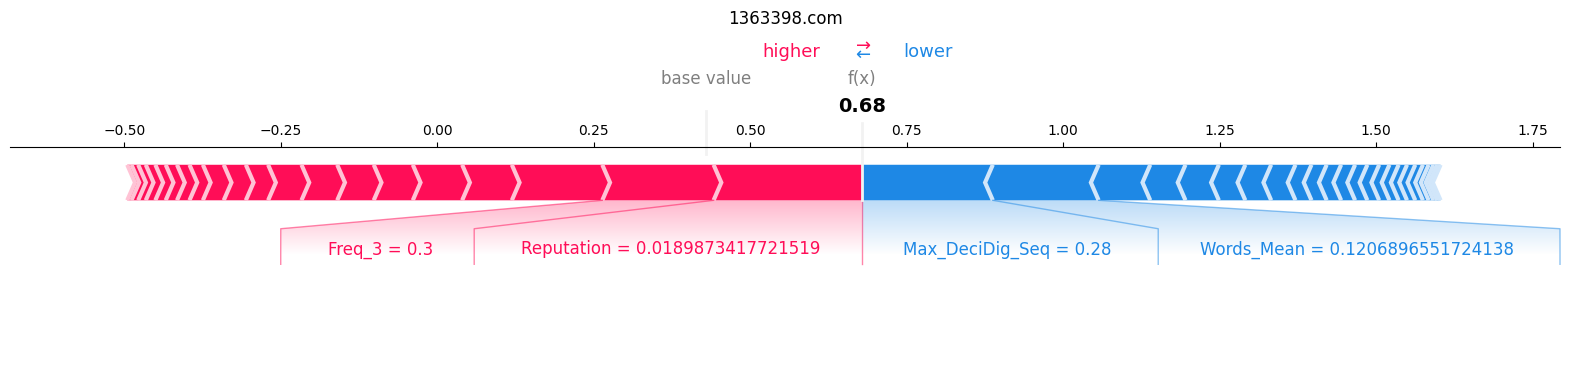 1363398.com
higher ⇄ lower
base value f(x)
0.68
−0.50 −0.25 0.00 0.25 0.50 0.75 1.00 1.25 1.50 1.75
Freq_3 = 0.3 Reputation = 0.0189873417721519 Max_DeciDig_Seq = 0.28 Words_Mean = 0.1206896551724138